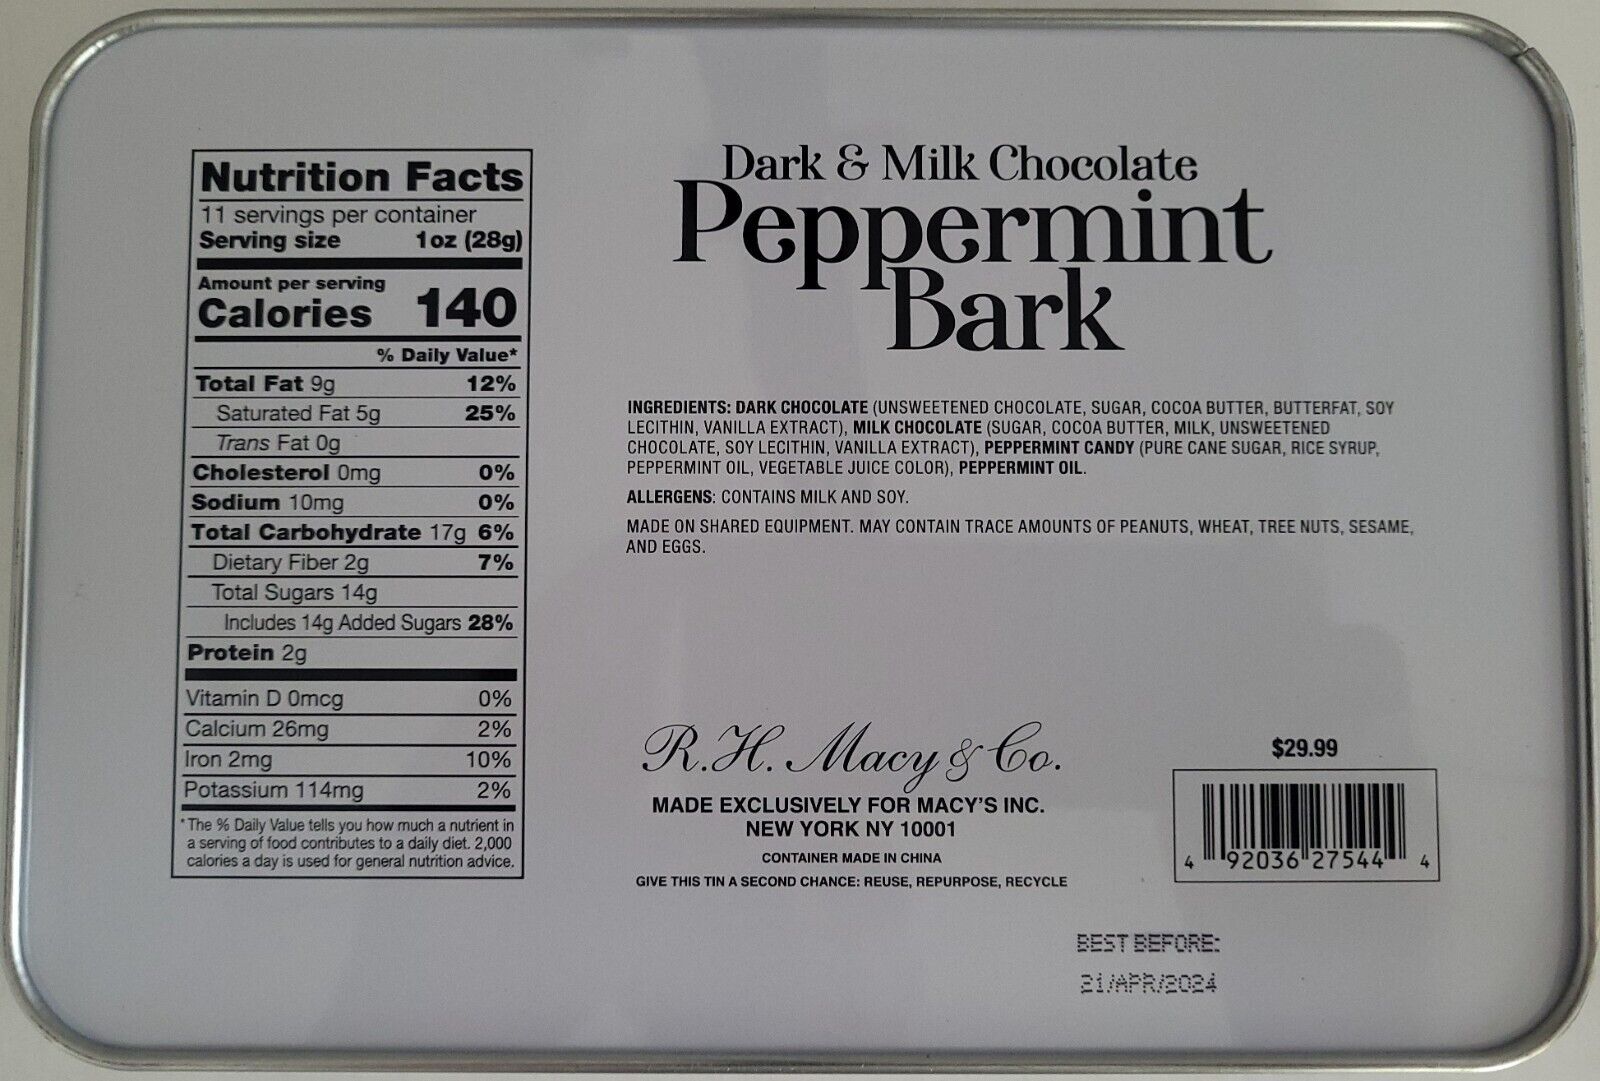 Nutrition Facts
11 servings per container
Serving size 1oz (28g)
Amount per serving
Calories 140
% Daily Value*
Total Fat 9g 12%
Saturated Fat 5g 25%
Trans Fat 0g
Cholesterol 0mg 0%
Sodium 10mg 0%
Total Carbohydrate 17g 6%
Dietary Fiber 2g 7%
Total Sugars 14g
Includes 14g Added Sugars 28%
Protein 2g
Vitamin D 0mcg 0%
Calcium 26mg 2%
Iron 2mg 10%
Potassium 114mg 2%
*The % Daily Value tells you how much a nutrient in
a serving of food contributes to a daily diet. 2,000
calories a day is used for general nutrition advice.
Dark & Milk Chocolate
Peppermint
Bark
INGREDIENTS: DARK CHOCOLATE (UNSWEETENED CHOCOLATE, SUGAR, COCOA BUTTER, BUTTERFAT, SOY
LECITHIN, VANILLA EXTRACT), MILK CHOCOLATE (SUGAR, COCOA BUTTER, MILK, UNSWEETENED
CHOCOLATE, SOY LECITHIN, VANILLA EXTRACT), PEPPERMINT CANDY (PURE CANE SUGAR, RICE SYRUP,
PEPPERMINT OIL, VEGETABLE JUICE COLOR), PEPPERMINT OIL.
ALLERGENS: CONTAINS MILK AND SOY.
MADE ON SHARED EQUIPMENT. MAY CONTAIN TRACE AMOUNTS OF PEANUTS, WHEAT, TREE NUTS, SESAME,
AND EGGS.
R.H. Macy & Co.
MADE EXCLUSIVELY FOR MACY'S INC.
NEW YORK NY 10001
CONTAINER MADE IN CHINA
GIVE THIS TIN A SECOND CHANCE: REUSE, REPURPOSE, RECYCLE
$29.99
4 92036 27544 4
BEST BEFORE:
21/APR/2024